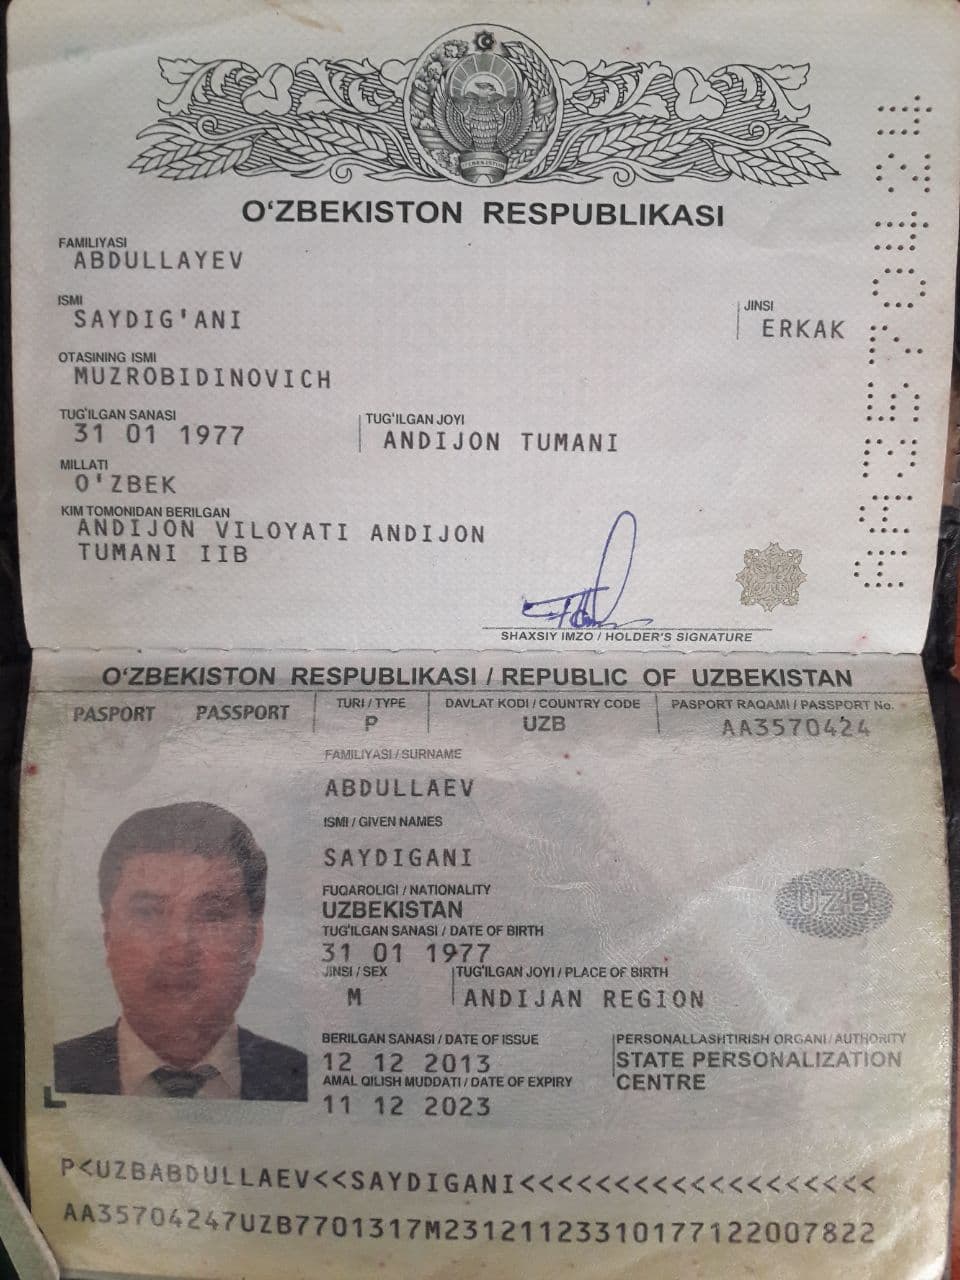 O'ZBEKISTON
O‘ZBEKISTON RESPUBLIKASI
FAMILIYASI
ABDULLAYEV
ISMI
SAYDIG'ANI
JINSI
ERKAK
OTASINING ISMI
MUZROBIDINOVICH
TUG'ILGAN SANASI
31 01 1977
TUG'ILGAN JOYI
ANDIJON TUMANI
MILLATI
O'ZBEK
KIM TOMONIDAN BERILGAN
ANDIJON VILOYATI ANDIJON
TUMANI IIB
SHAXSIY IMZO / HOLDER'S SIGNATURE
AA3570424
O‘ZBEKISTON RESPUBLIKASI / REPUBLIC OF UZBEKISTAN
PASPORT PASSPORT
TURI / TYPE
P
DAVLAT KODI / COUNTRY CODE
UZB
PASPORT RAQAMI / PASSPORT No.
AA3570424
FAMILIYASI / SURNAME
ABDULLAEV
ISMI / GIVEN NAMES
SAYDIGANI
FUQAROLIGI / NATIONALITY
UZBEKISTAN
UZB
TUG'ILGAN SANASI / DATE OF BIRTH
31 01 1977
JINSI / SEX
M
TUG'ILGAN JOYI / PLACE OF BIRTH
ANDIJAN REGION
BERILGAN SANASI / DATE OF ISSUE
12 12 2013
PERSONALLASHTIRISH ORGANI / AUTHORITY
STATE PERSONALIZATION
CENTRE
AMAL QILISH MUDDATI / DATE OF EXPIRY
11 12 2023
P<UZBABDULLAEV<<SAYDIGANI<<<<<<<<<<<<<<<<<<<
AA35704247UZB7701317M23121123310177122007822